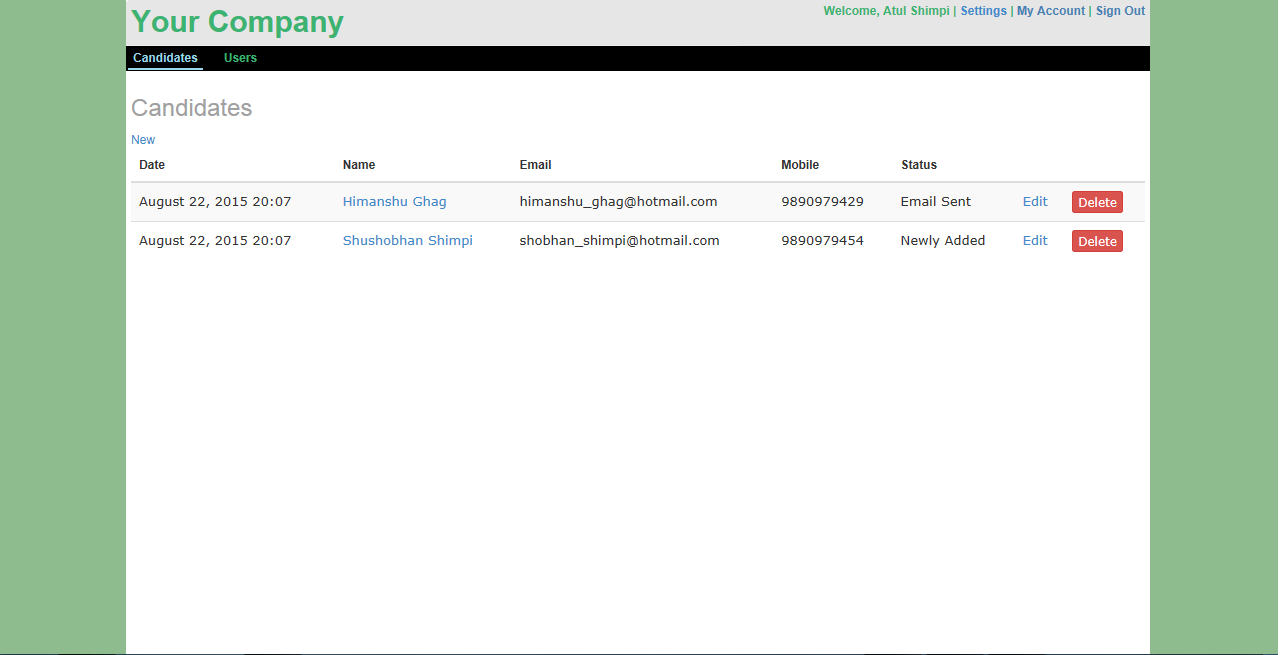 Your Company
Welcome, Atul Shimpi | Settings | My Account | Sign Out
Candidates Users
Candidates
New
Date Name Email Mobile Status
August 22, 2015 20:07 Himanshu Ghag himanshu_ghag@hotmail.com 9890979429 Email Sent Edit Delete
August 22, 2015 20:07 Shushobhan Shimpi shobhan_shimpi@hotmail.com 9890979454 Newly Added Edit Delete